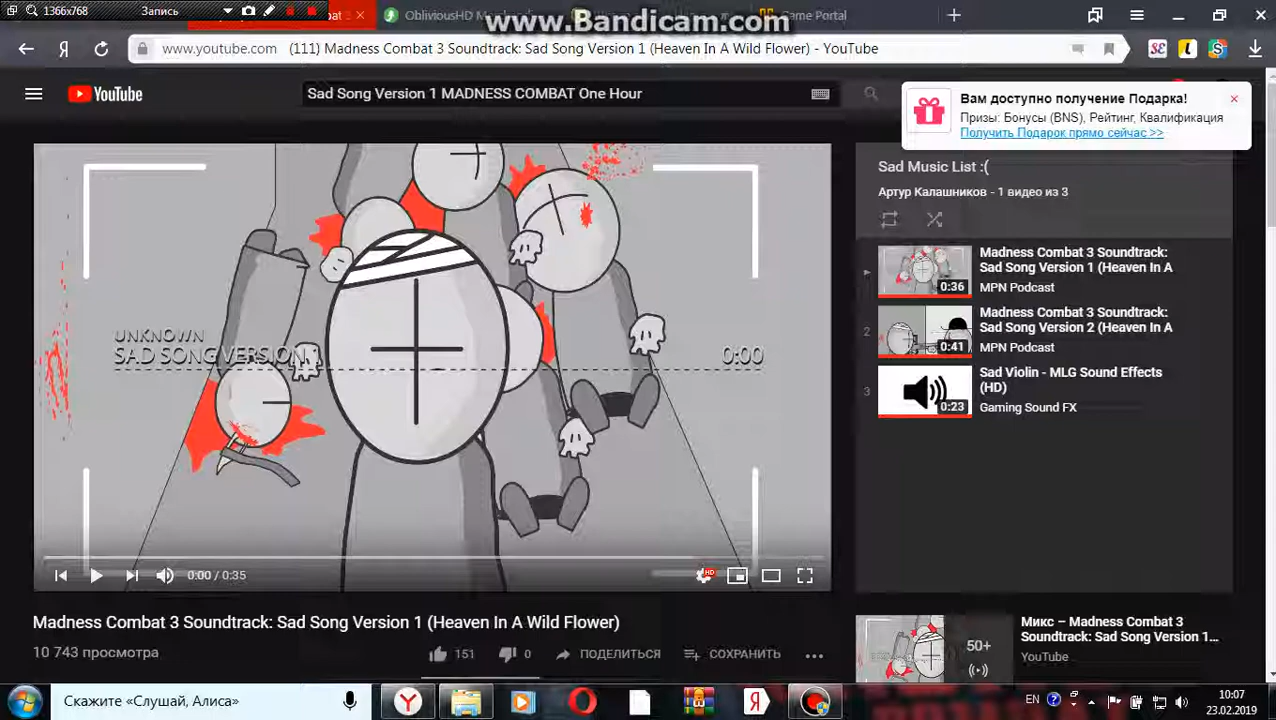 1366x768 Запись
www.Bandicam.com
ObliviousHD
Game Portal
www.youtube.com (111) Madness Combat 3 Soundtrack: Sad Song Version 1 (Heaven In A Wild Flower) - YouTube
YouTube
Sad Song Version 1 MADNESS COMBAT One Hour
Вам доступно получение Подарка!
Призы: Бонусы (BNS), Рейтинг, Квалификация
Получить Подарок прямо сейчас >>
Sad Music List :(
Артур Калашников - 1 видео из 3
Madness Combat 3 Soundtrack:
Sad Song Version 1 (Heaven In A
MPN Podcast
0:36
2
Madness Combat 3 Soundtrack:
Sad Song Version 2 (Heaven In A
MPN Podcast
0:41
3
Sad Violin - MLG Sound Effects
(HD)
Gaming Sound FX
0:23
UNKNOWN
SAD SONG VERSION
0:00
0:00 / 0:35
HD
Madness Combat 3 Soundtrack: Sad Song Version 1 (Heaven In A Wild Flower)
10 743 просмотра
151
0
ПОДЕЛИТЬСЯ
СОХРАНИТЬ
Микс – Madness Combat 3
Soundtrack: Sad Song Version 1...
YouTube
50+
Скажите «Слушай, Алиса»
EN
10:07
23.02.2019